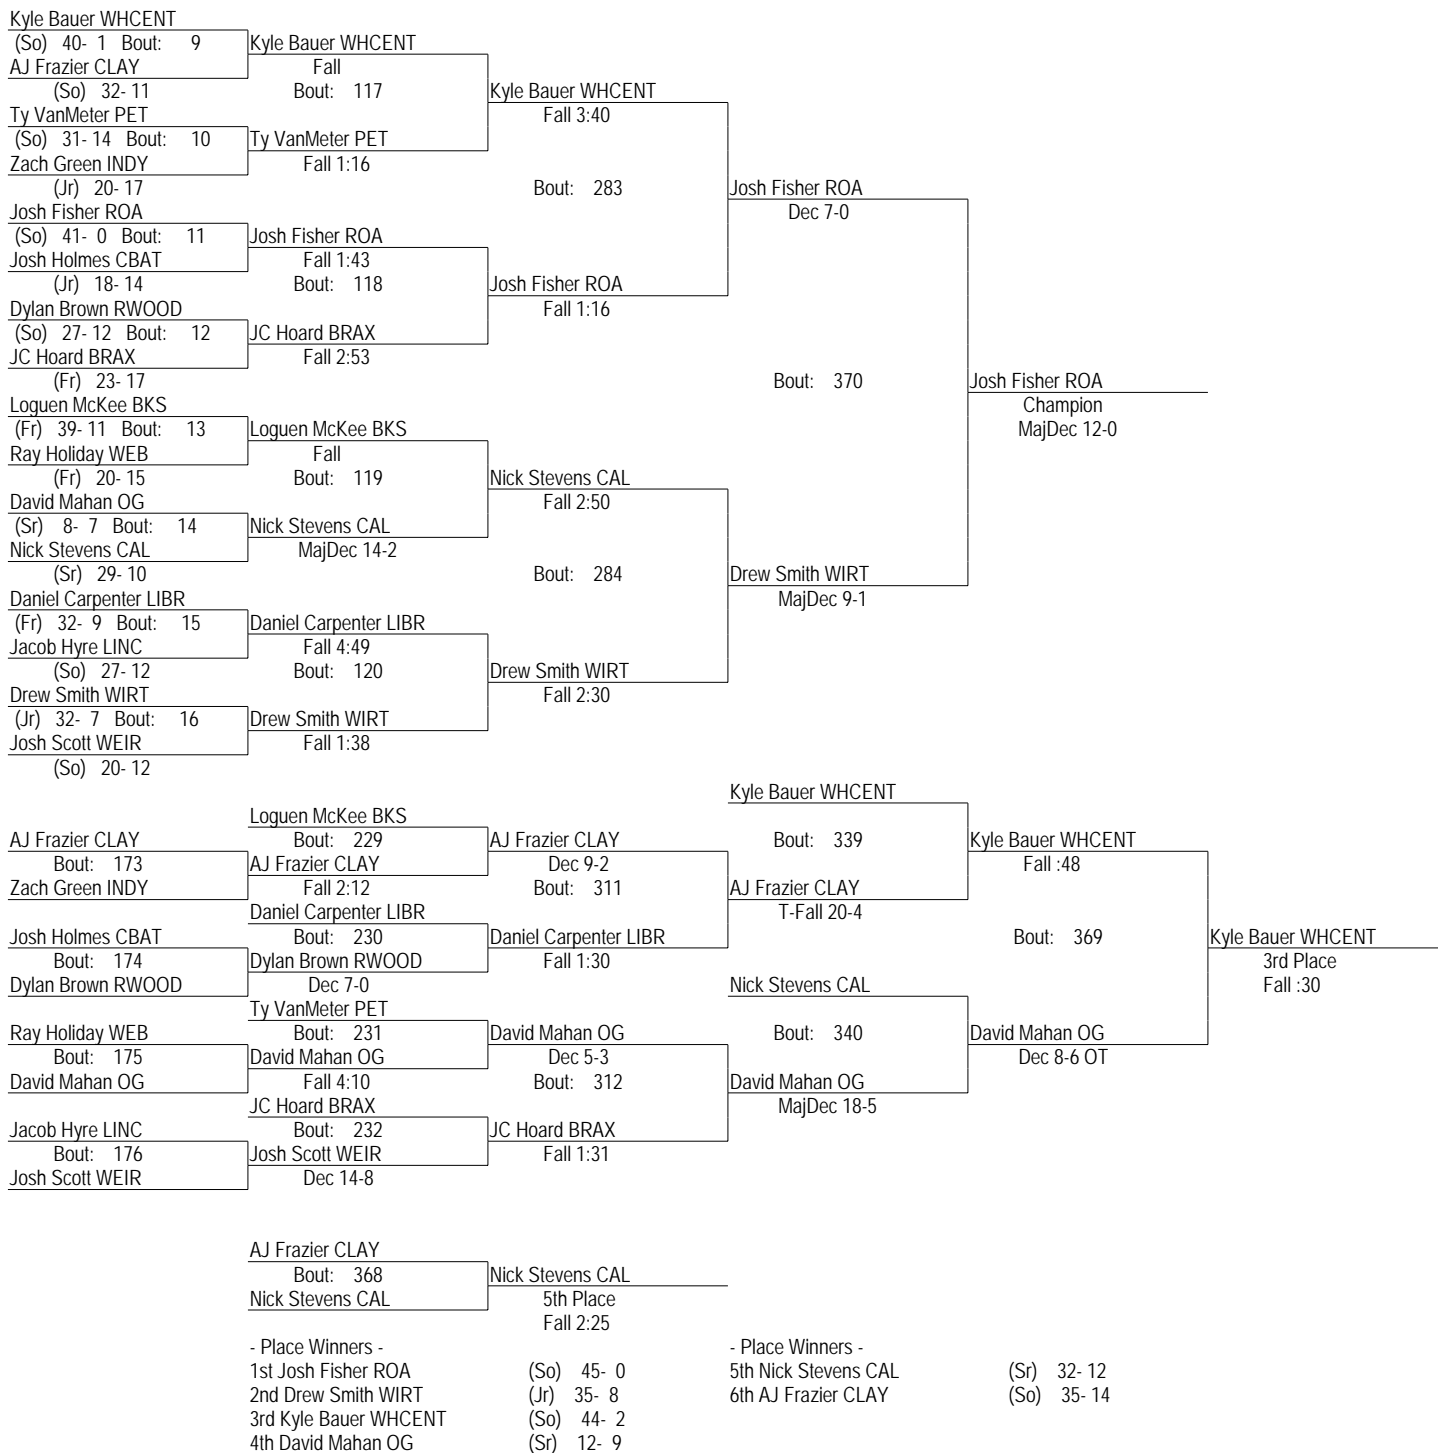 Kyle Bauer WHCENT
(So) 40- 1 Bout: 9 Kyle Bauer WHCENT
AJ Frazier CLAY Fall
(So) 32- 11 Bout: 117 Kyle Bauer WHCENT
Ty VanMeter PET Fall 3:40
(So) 31- 14 Bout: 10 Ty VanMeter PET
Zach Green INDY Fall 1:16
(Jr) 20- 17 Bout: 283 Josh Fisher ROA
Josh Fisher ROA Dec 7-0
(So) 41- 0 Bout: 11 Josh Fisher ROA
Josh Holmes CBAT Fall 1:43
(Jr) 18- 14 Bout: 118 Josh Fisher ROA
Dylan Brown RWOOD Fall 1:16
(So) 27- 12 Bout: 12 JC Hoard BRAX
JC Hoard BRAX Fall 2:53
(Fr) 23- 17 Bout: 370 Josh Fisher ROA
Loguen McKee BKS Champion
(Fr) 39- 11 Bout: 13 Loguen McKee BKS MajDec 12-0
Ray Holiday WEB Fall
(Fr) 20- 15 Bout: 119 Nick Stevens CAL
David Mahan OG Fall 2:50
(Sr) 8- 7 Bout: 14 Nick Stevens CAL
Nick Stevens CAL MajDec 14-2
(Sr) 29- 10 Bout: 284 Drew Smith WIRT
Daniel Carpenter LIBR MajDec 9-1
(Fr) 32- 9 Bout: 15 Daniel Carpenter LIBR
Jacob Hyre LINC Fall 4:49
(So) 27- 12 Bout: 120 Drew Smith WIRT
Drew Smith WIRT Fall 2:30
(Jr) 32- 7 Bout: 16 Drew Smith WIRT
Josh Scott WEIR Fall 1:38
(So) 20- 12
Kyle Bauer WHCENT
Loguen McKee BKS
AJ Frazier CLAY Bout: 229 AJ Frazier CLAY Bout: 339 Kyle Bauer WHCENT
Bout: 173 AJ Frazier CLAY Dec 9-2 Fall :48
Zach Green INDY Fall 2:12 Bout: 311 AJ Frazier CLAY
Daniel Carpenter LIBR T-Fall 20-4
Josh Holmes CBAT Bout: 230 Daniel Carpenter LIBR Bout: 369 Kyle Bauer WHCENT
Bout: 174 Dylan Brown RWOOD Fall 1:30 3rd Place
Dylan Brown RWOOD Dec 7-0 Nick Stevens CAL Fall :30
Ty VanMeter PET
Ray Holiday WEB Bout: 231 David Mahan OG Bout: 340 David Mahan OG
Bout: 175 David Mahan OG Dec 5-3 Dec 8-6 OT
David Mahan OG Fall 4:10 Bout: 312 David Mahan OG
JC Hoard BRAX MajDec 18-5
Jacob Hyre LINC Bout: 232 JC Hoard BRAX
Bout: 176 Josh Scott WEIR Fall 1:31
Josh Scott WEIR Dec 14-8
AJ Frazier CLAY
Bout: 368 Nick Stevens CAL
Nick Stevens CAL 5th Place
Fall 2:25
- Place Winners - - Place Winners -
1st Josh Fisher ROA (So) 45- 0 5th Nick Stevens CAL (Sr) 32- 12
2nd Drew Smith WIRT (Jr) 35- 8 6th AJ Frazier CLAY (So) 35- 14
3rd Kyle Bauer WHCENT (So) 44- 2
4th David Mahan OG (Sr) 12- 9